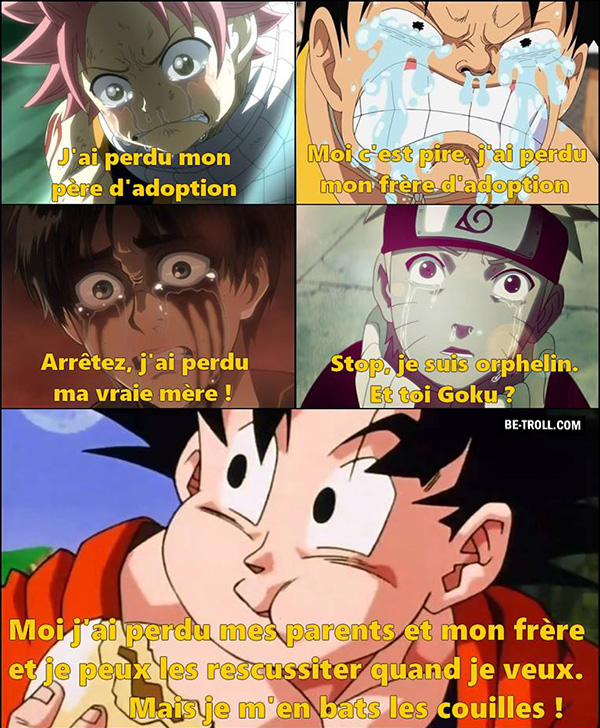 J'ai perdu mon
père d'adoption
Moi c'est pire, j'ai perdu
mon frère d'adoption
Arrêtez, j'ai perdu
ma vraie mère !
Stop, je suis orphelin.
Et toi Goku ?
BE-TROLL.COM
Moi j'ai perdu mes parents et mon frère
et je peux les rescussiter quand je veux.
Mais je m'en bats les couilles !